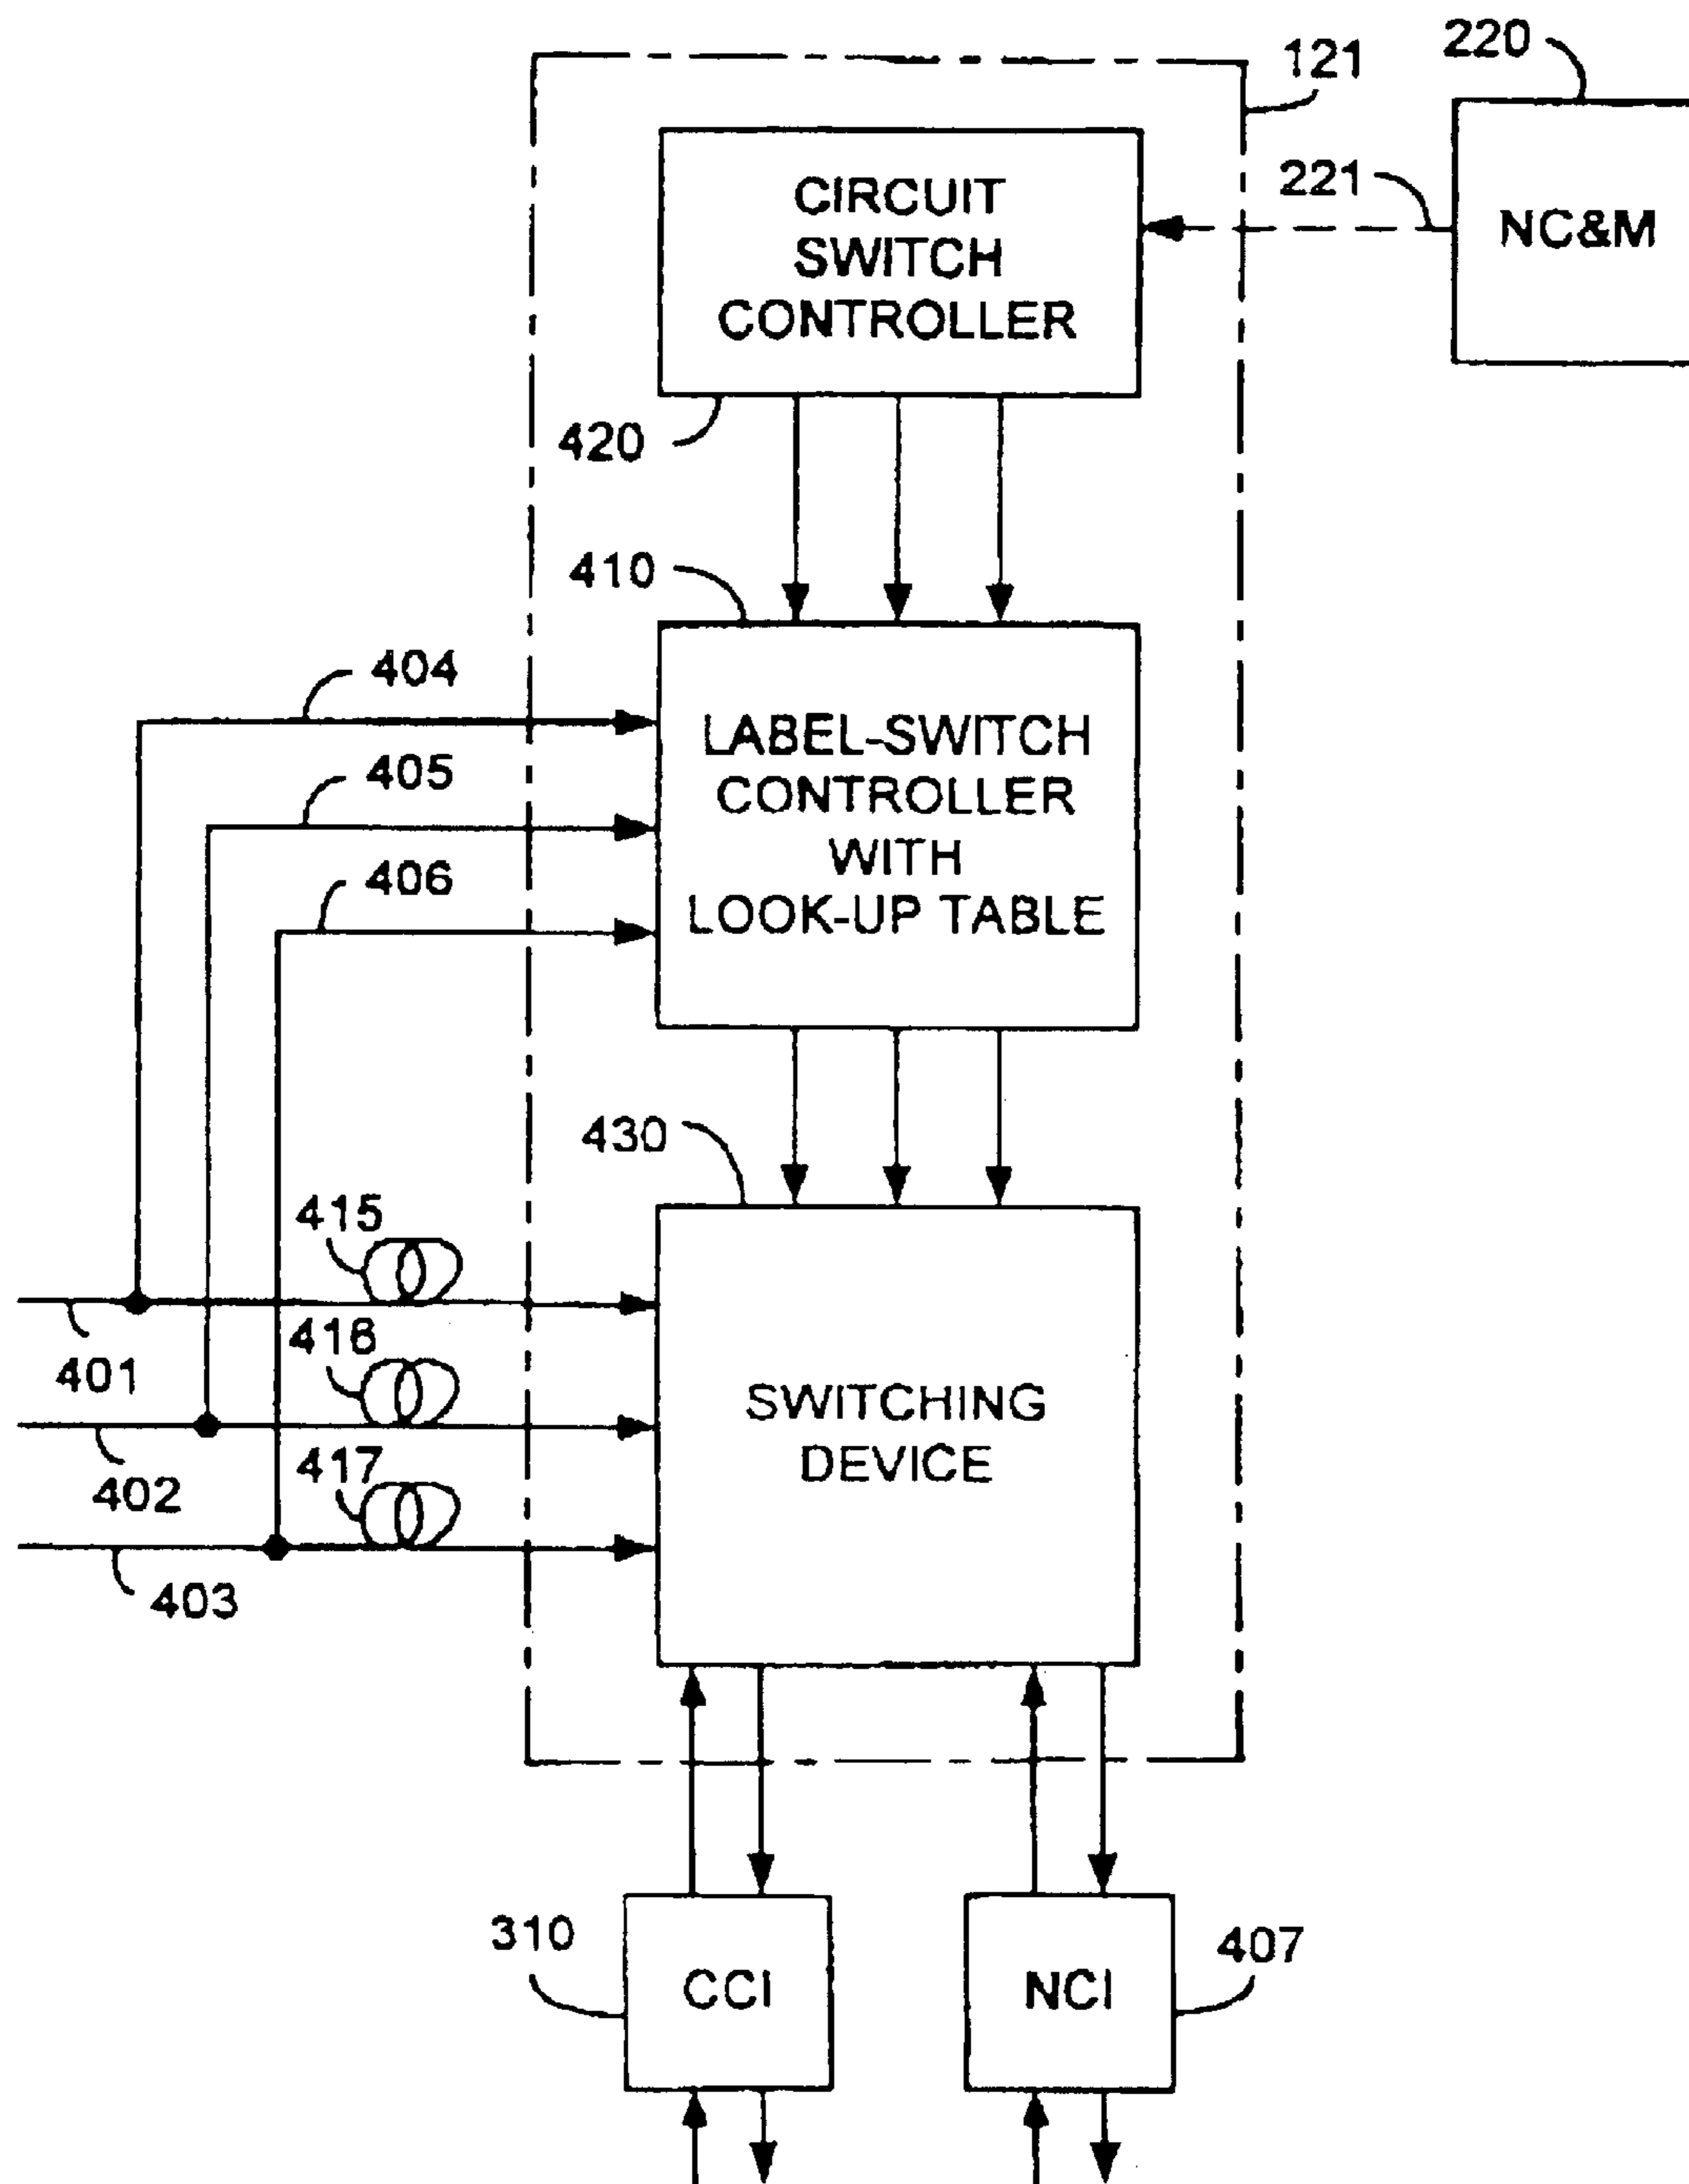 220
121
221
CIRCUIT
SWITCH
CONTROLLER
NC&M
420
410
404
LABEL-SWITCH
CONTROLLER
WITH
LOOK-UP TABLE
405
406
430
415
401
416
402
SWITCHING
DEVICE
417
403
310
CCI
NCI
407